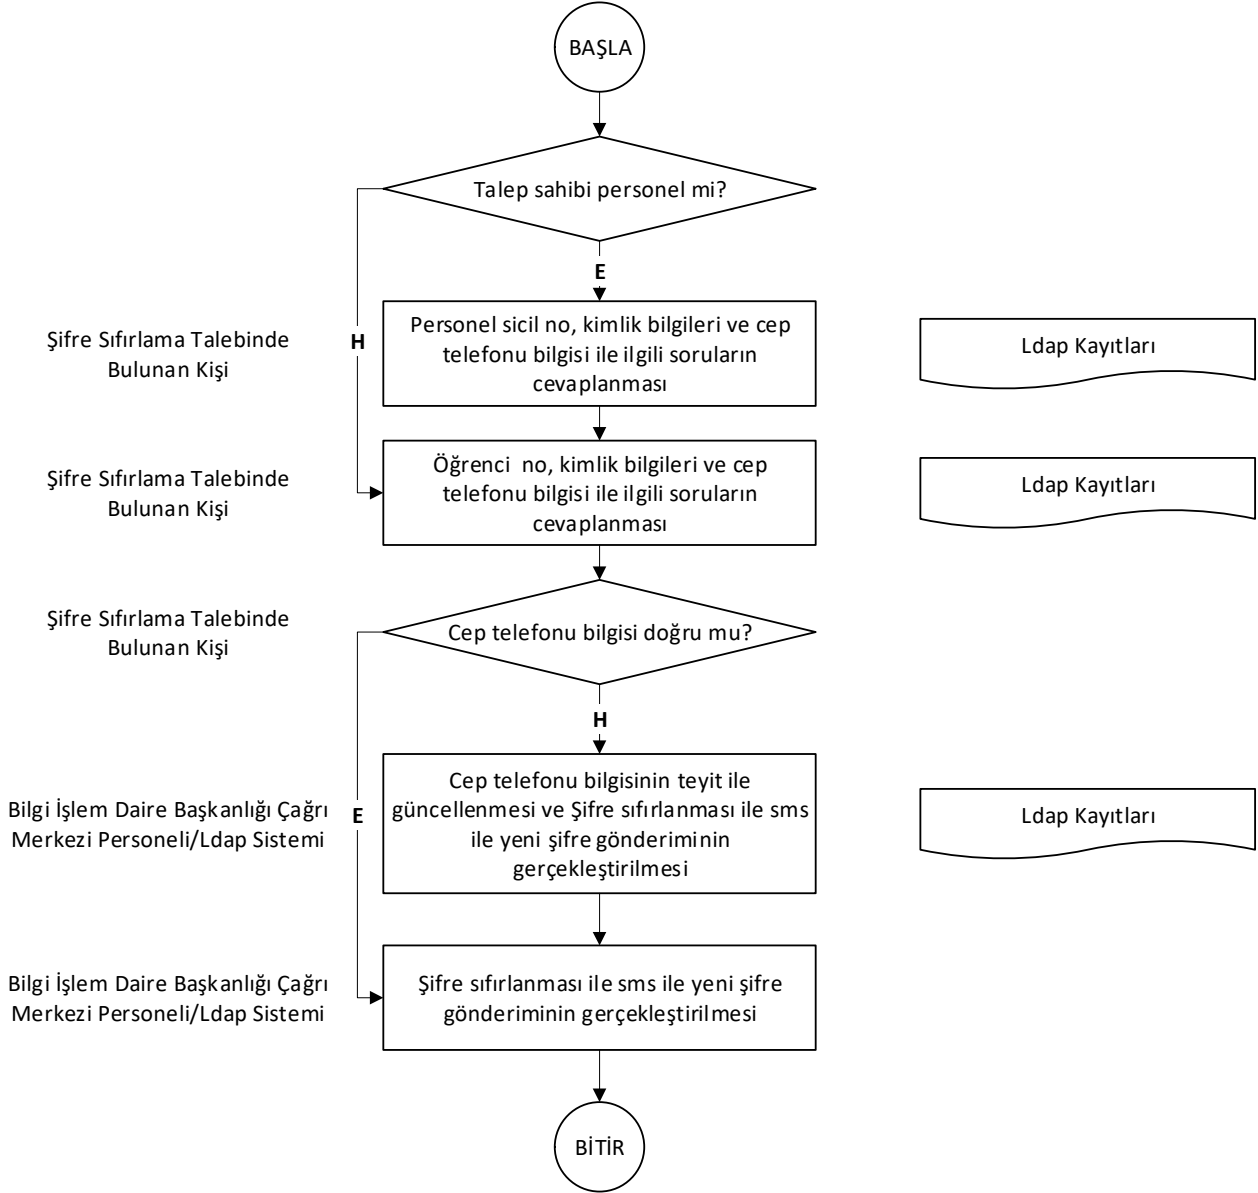 BAŞLA
Talep sahibi personel mi?
E
H
Şifre Sıfırlama Talebinde
Bulunan Kişi
Personel sicil no, kimlik bilgileri ve cep
telefonu bilgisi ile ilgili soruların
cevaplanması
Ldap Kayıtları
Şifre Sıfırlama Talebinde
Bulunan Kişi
Öğrenci no, kimlik bilgileri ve cep
telefonu bilgisi ile ilgili soruların
cevaplanması
Ldap Kayıtları
Şifre Sıfırlama Talebinde
Bulunan Kişi
Cep telefonu bilgisi doğru mu?
H
Bilgi İşlem Daire Başkanlığı Çağrı
Merkezi Personeli/Ldap Sistemi
E
Cep telefonu bilgisinin teyit ile
güncellenmesi ve Şifre sıfırlanması ile sms
ile yeni şifre gönderiminin
gerçekleştirilmesi
Ldap Kayıtları
Bilgi İşlem Daire Başkanlığı Çağrı
Merkezi Personeli/Ldap Sistemi
Şifre sıfırlanması ile sms ile yeni şifre
gönderiminin gerçekleştirilmesi
BİTİR